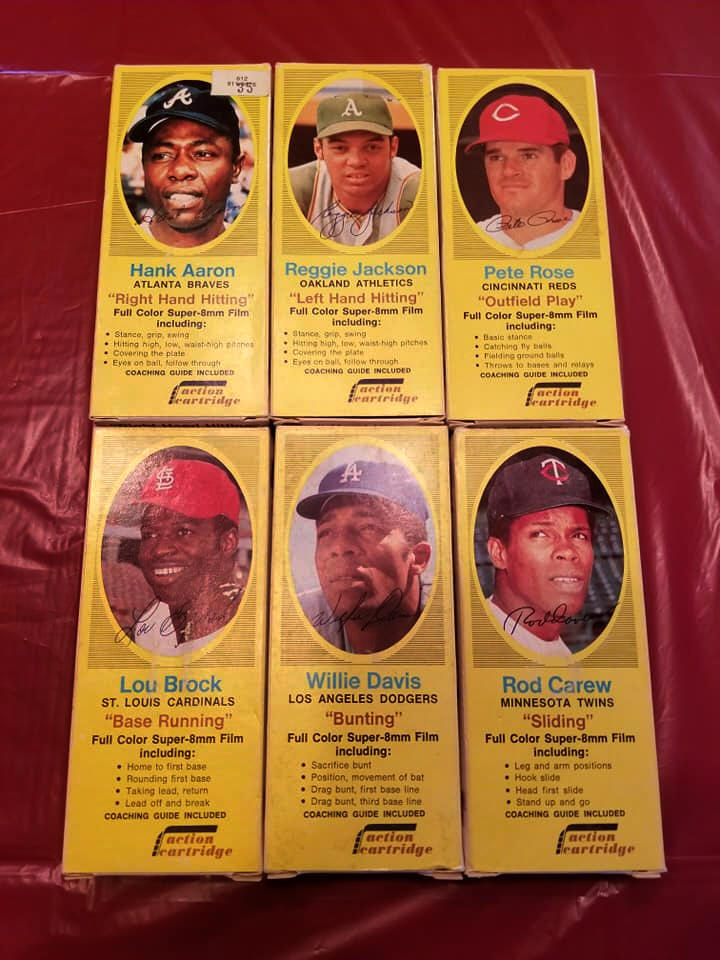 Hank Aaron
ATLANTA BRAVES
"Right Hand Hitting"
Full Color Super-8mm Film
including:
• Stance, grip, swing
• Hitting high, low, waist-high pitches
• Covering the plate
• Eyes on ball, follow through
COACHING GUIDE INCLUDED
action
cartridge
A
Reggie Jackson
Reggie Jackson
OAKLAND ATHLETICS
"Left Hand Hitting"
Full Color Super-8mm Film
including:
• Stance, grip, swing
• Hitting high, low, waist-high pitches
• Covering the plate
• Eyes on ball, follow through
COACHING GUIDE INCLUDED
action
cartridge
C
Pete Rose
Pete Rose
CINCINNATI REDS
"Outfield Play"
Full Color Super-8mm Film
including:
• Basic stance
• Catching fly balls
• Fielding ground balls
• Throws to bases and relays
COACHING GUIDE INCLUDED
action
cartridge
Lou Brock
ST. LOUIS CARDINALS
"Base Running"
Full Color Super-8mm Film
including:
• Home to first base
• Rounding first base
• Taking lead, return
• Lead off and break
COACHING GUIDE INCLUDED
action
cartridge
LA
Willie Davis
Willie Davis
LOS ANGELES DODGERS
"Bunting"
Full Color Super-8mm Film
including:
• Sacrifice bunt
• Position, movement of bat
• Drag bunt, first base line
• Drag bunt, third base line
COACHING GUIDE INCLUDED
action
cartridge
TC
Rod Carew
Rod Carew
MINNESOTA TWINS
"Sliding"
Full Color Super-8mm Film
including:
• Leg and arm positions
• Hook slide
• Head first slide
• Stand up and go
COACHING GUIDE INCLUDED
action
cartridge